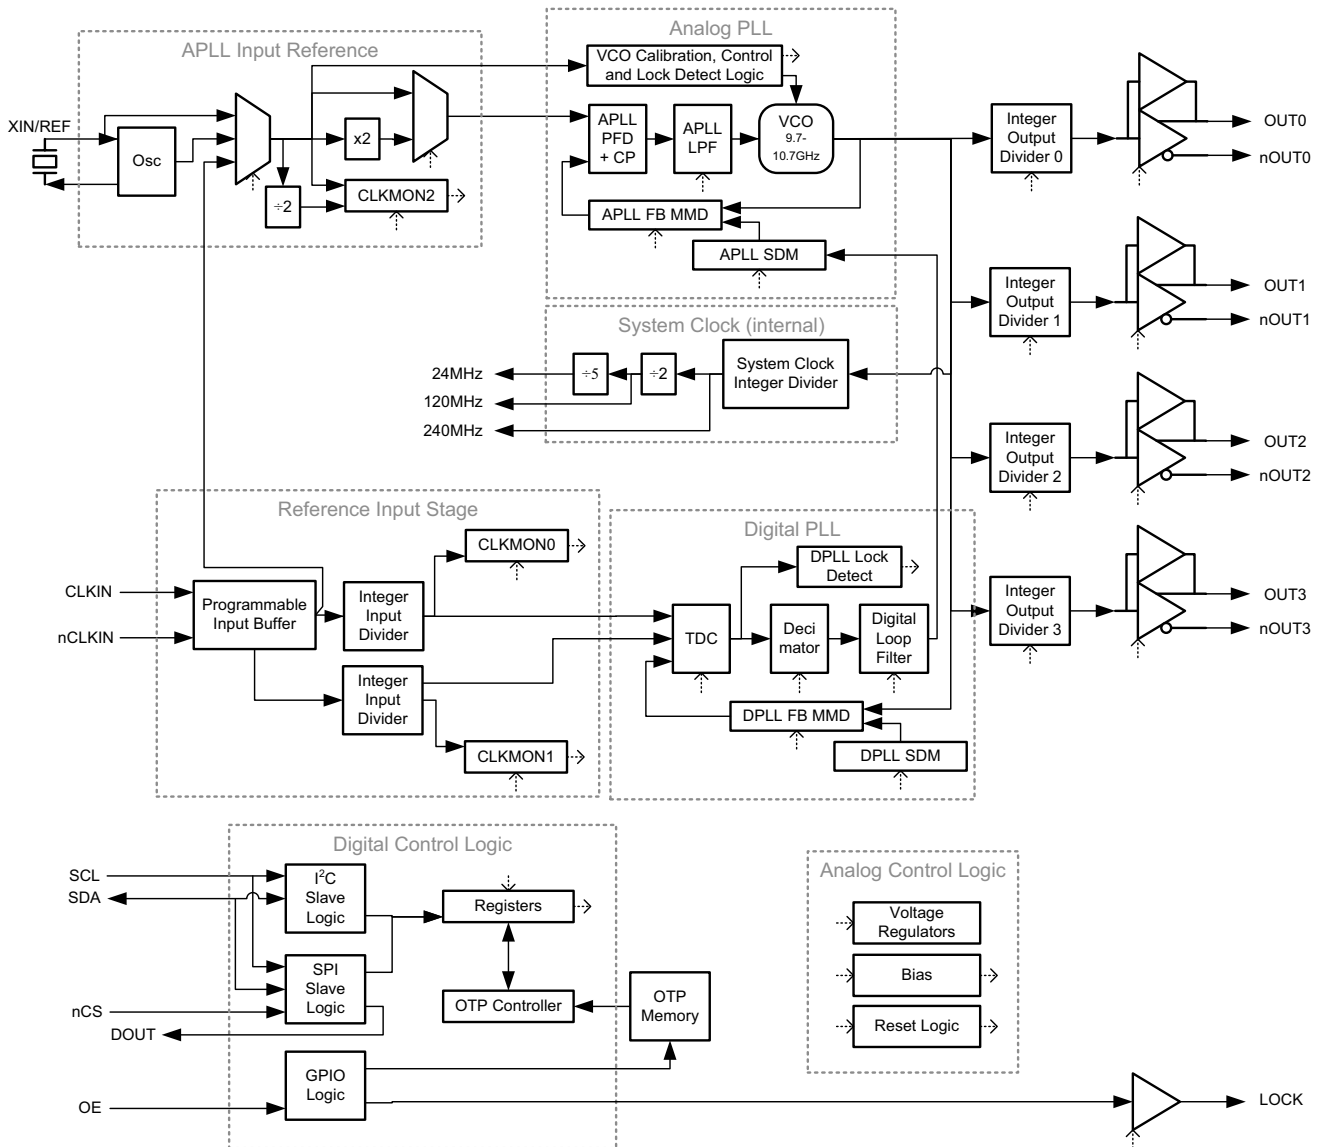 APLL Input Reference
XIN/REF
Osc
x2
÷2
CLKMON2
Analog PLL
VCO Calibration, Control
and Lock Detect Logic
APLL
PFD
+ CP
APLL
LPF
VCO
9.7-
10.7GHz
APLL FB MMD
APLL SDM
System Clock (internal)
24MHz
120MHz
240MHz
÷5
÷2
System Clock
Integer Divider
Integer
Output
Divider 0
OUT0
nOUT0
Integer
Output
Divider 1
OUT1
nOUT1
Integer
Output
Divider 2
OUT2
nOUT2
Integer
Output
Divider 3
OUT3
nOUT3
Reference Input Stage
CLKIN
nCLKIN
Programmable
Input Buffer
Integer
Input
Divider
Integer
Input
Divider
CLKMON0
CLKMON1
Digital PLL
DPLL Lock
Detect
TDC
Deci
mator
Digital
Loop
Filter
DPLL FB MMD
DPLL SDM
Digital Control Logic
SCL
SDA
nCS
DOUT
OE
I²C
Slave
Logic
SPI
Slave
Logic
GPIO
Logic
Registers
OTP Controller
OTP
Memory
Analog Control Logic
Voltage
Regulators
Bias
Reset Logic
LOCK